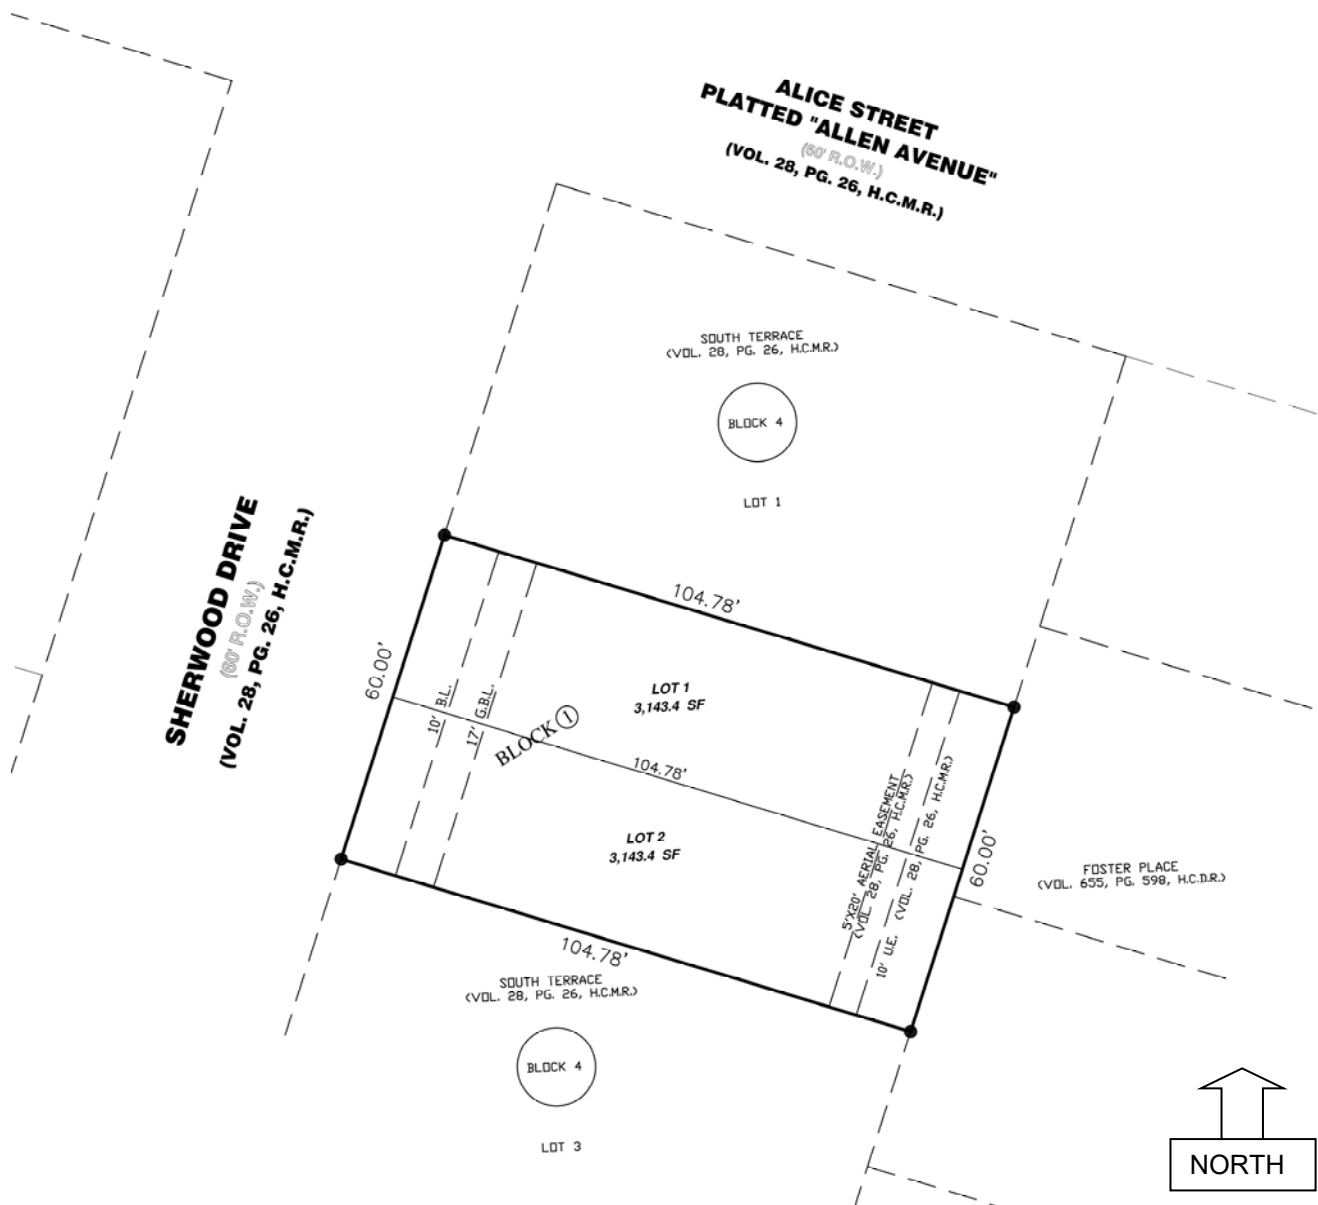 ALICE STREET
PLATTED "ALLEN AVENUE"
(60' R.O.W.)
(VOL. 28, PG. 26, H.C.M.R.)
SOUTH TERRACE
(VOL. 28, PG. 26, H.C.M.R.)
BLOCK 4
LOT 1
SHERWOOD DRIVE
(60' R.O.W.)
(VOL. 28, PG. 26, H.C.M.R.)
104.78'
60.00'
10' B.L.
17' G.B.L.
BLOCK 1
LOT 1
3,143.4 SF
104.78'
LOT 2
3,143.4 SF
5'X20' AERIAL EASEMENT
(VOL. 28, PG. 26, H.C.M.R.)
10' U.E. (VOL. 28, PG. 26, H.C.M.R.)
60.00'
FOSTER PLACE
(VOL. 655, PG. 598, H.C.D.R.)
104.78'
SOUTH TERRACE
(VOL. 28, PG. 26, H.C.M.R.)
BLOCK 4
LOT 3
NORTH